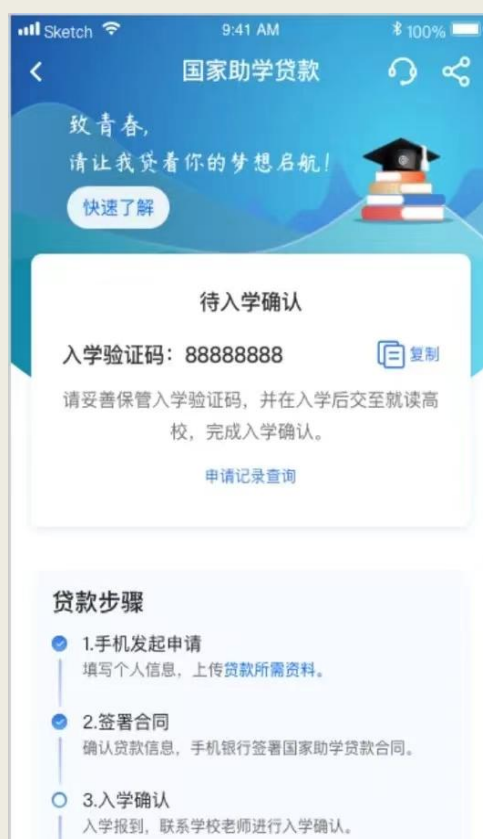 Sketch 9:41 AM 100%
国家助学贷款
致青春,
请让我贷着你的梦想启航!
快速了解
待入学确认
入学验证码：88888888 复制
请妥善保管入学验证码，并在入学后交至就读高
校，完成入学确认。
申请记录查询
贷款步骤
1.手机发起申请
填写个人信息，上传贷款所需资料。
2.签署合同
确认贷款信息，手机银行签署国家助学贷款合同。
3.入学确认
入学报到，联系学校老师进行入学确认。